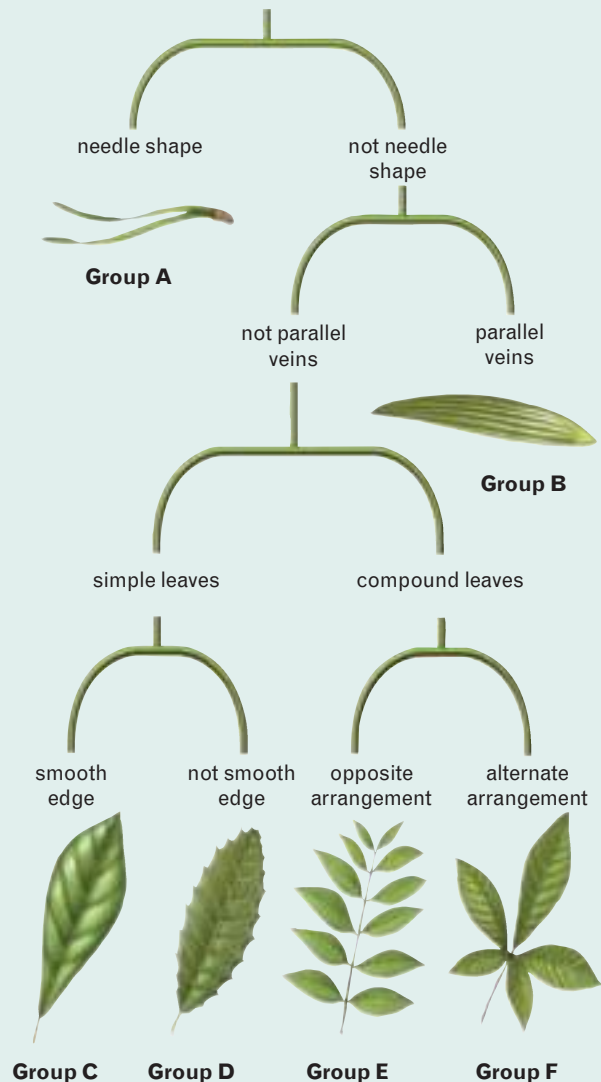 needle shape
not needle
shape
Group A
not parallel
veins
parallel
veins
Group B
simple leaves
compound leaves
smooth
edge
not smooth
edge
opposite
arrangement
alternate
arrangement
Group C
Group D
Group E
Group F